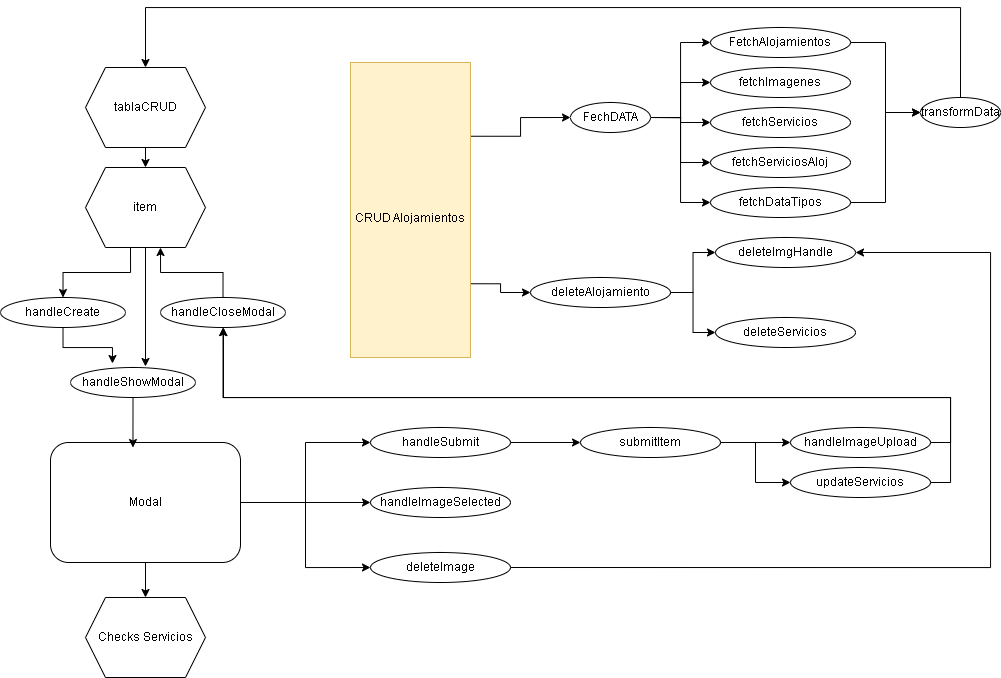 FetchAlojamientos
fetchImagenes
tablaCRUD
FechDATA
transformData
fetchServicios
fetchServiciosAloj
item
fetchDataTipos
CRUD Alojamientos
deleteImgHandle
deleteAlojamiento
handleCreate
handleCloseModal
deleteServicios
handleShowModal
handleSubmit
submitItem
handleImageUpload
updateServicios
Modal
handleImageSelected
deleteImage
Checks Servicios